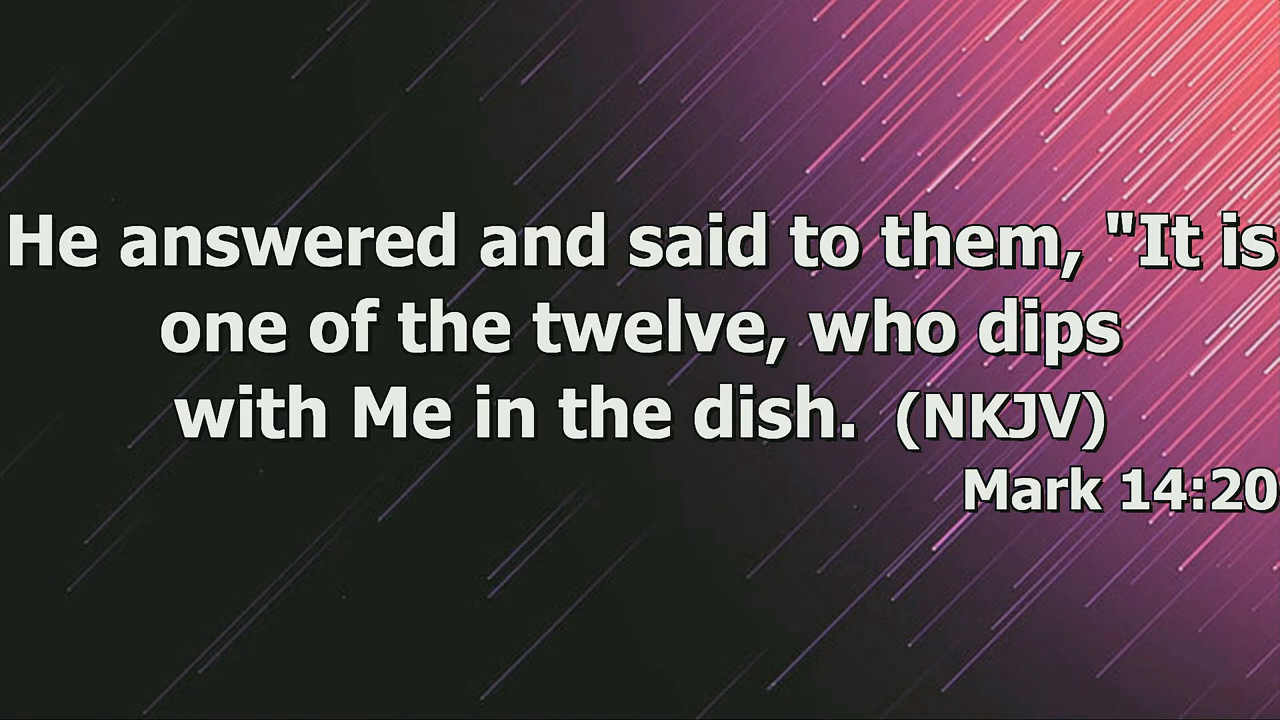 He answered and said to them, "It is
one of the twelve, who dips
with Me in the dish. (NKJV)
Mark 14:20